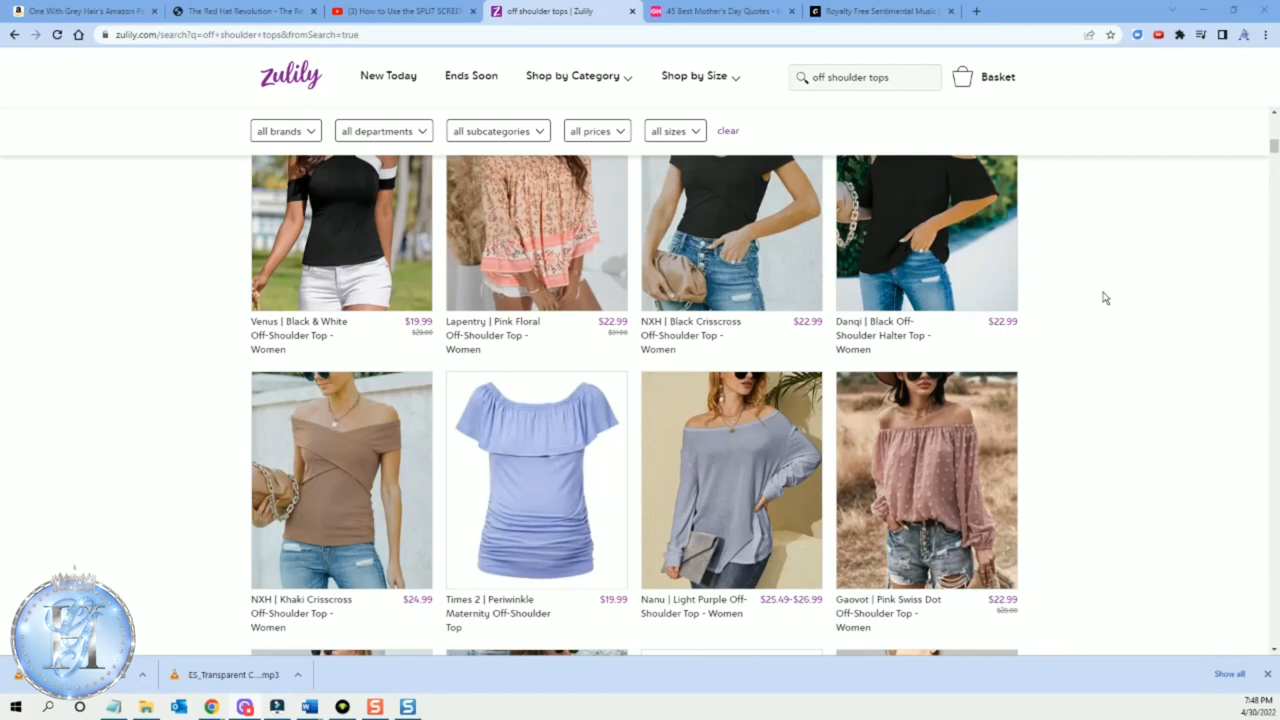 One With Grey Hair's Amazon P
The Red Hat Revolution - The Re
(3) How to Use the SPLIT SCREE
off shoulder tops | Zulily
45 Best Mother's Day Quotes -
Royalty Free Sentimental Music
zulily.com/search?q=off+shoulder+tops&fromSearch=true
zulily
New Today
Ends Soon
Shop by Category
Shop by Size
off shoulder tops
Basket
all brands
all departments
all subcategories
all prices
all sizes
clear
Venus | Black & White
Off-Shoulder Top -
Women
$19.99
Lapentry | Pink Floral
Off-Shoulder Top -
Women
$22.99
$31.00
NXH | Black Crisscross
Off-Shoulder Top -
Women
$22.99
Danqi | Black Off-
Shoulder Halter Top -
Women
$22.99
NXH | Khaki Crisscross
Off-Shoulder Top -
Women
$24.99
Times 2 | Periwinkle
Maternity Off-Shoulder
Top
$19.99
Nanu | Light Purple Off-
Shoulder Top - Women
$25.49-$26.99
Gaovot | Pink Swiss Dot
Off-Shoulder Top -
Women
$22.99
ES_Transparent C....mp3
Show all
7:48 PM
4/30/2022